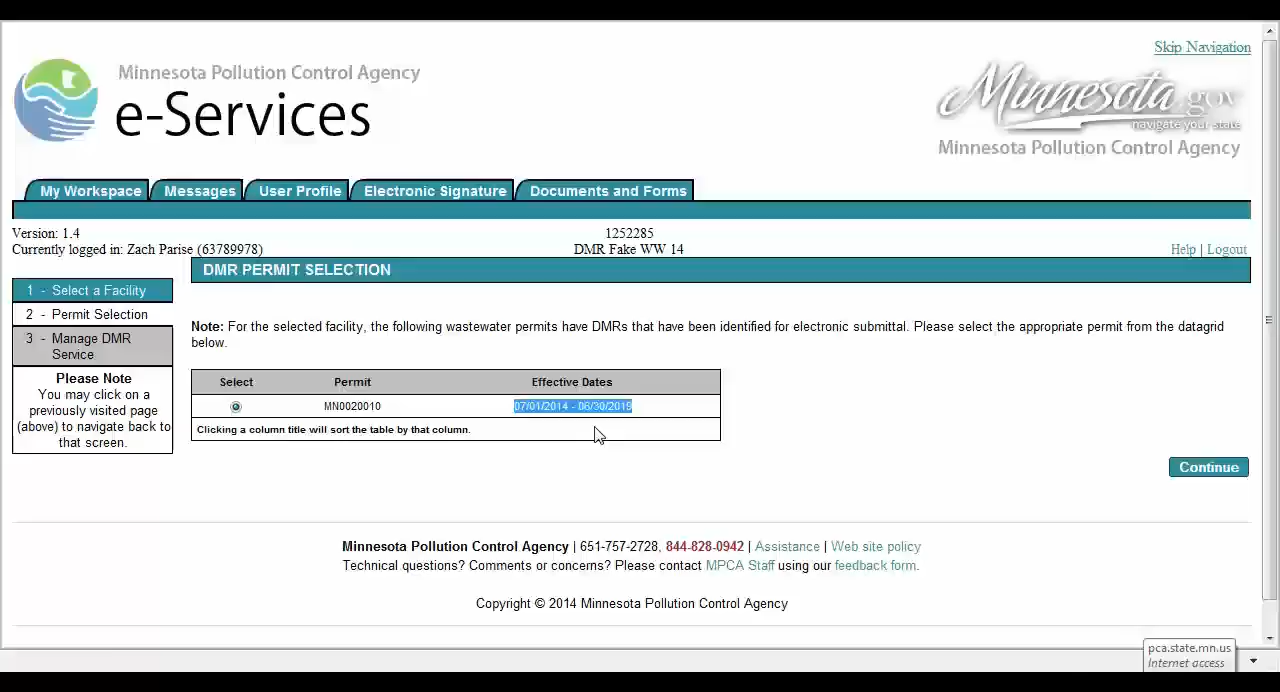 Skip Navigation
Minnesota Pollution Control Agency
e-Services
Minnesota.gov
navigate your state
Minnesota Pollution Control Agency
My Workspace Messages User Profile Electronic Signature Documents and Forms
Version: 1.4 1252285
Currently logged in: Zach Parise (63789978) DMR Fake WW 14 Help | Logout
DMR PERMIT SELECTION
1 - Select a Facility
2 - Permit Selection
3 - Manage DMR
Service
Please Note
You may click on a
previously visited page
(above) to navigate back to
that screen.
Note: For the selected facility, the following wastewater permits have DMRs that have been identified for electronic submittal. Please select the appropriate permit from the datagrid
below.
Select Permit Effective Dates
MN0020010 07/01/2014 - 06/30/2019
Clicking a column title will sort the table by that column.
Continue
Minnesota Pollution Control Agency | 651-757-2728, 844-828-0942 | Assistance | Web site policy
Technical questions? Comments or concerns? Please contact MPCA Staff using our feedback form.
Copyright © 2014 Minnesota Pollution Control Agency
pca.state.mn.us
Internet access